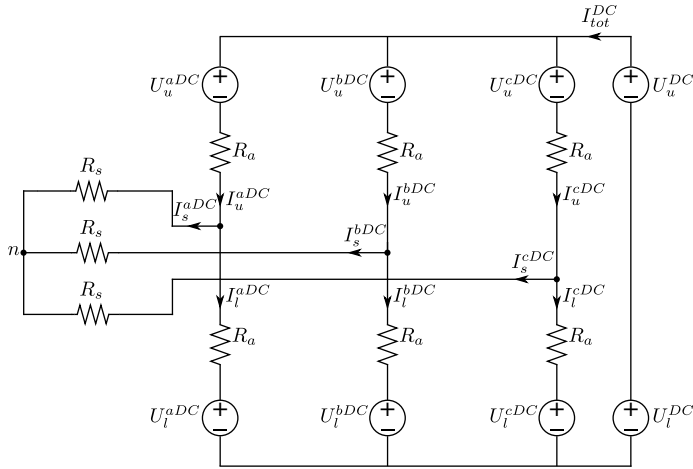 I_{tot}^{DC}
U_u^{aDC} U_u^{bDC} U_u^{cDC} U_u^{DC}
R_a R_a R_a
R_s
I_s^{aDC} I_u^{aDC} I_u^{bDC} I_u^{cDC}
R_s I_s^{bDC}
n
I_s^{cDC}
R_s I_l^{aDC} I_l^{bDC} I_l^{cDC}
R_a R_a R_a
U_l^{aDC} U_l^{bDC} U_l^{cDC} U_l^{DC}